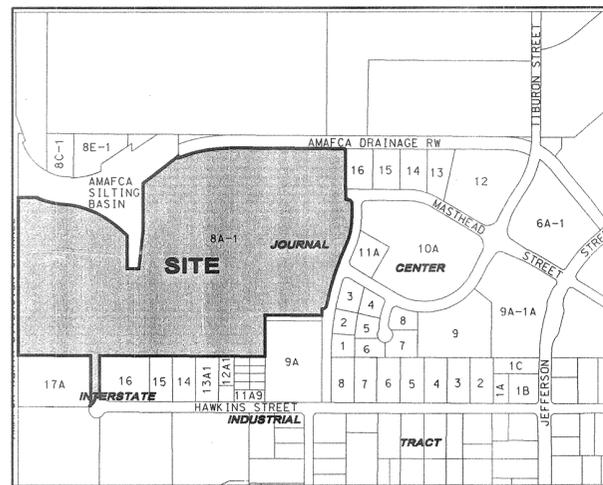 TIBURON STREET
8C-1
8E-1
AMAFCA DRAINAGE RW
AMAFCA
SILTING
BASIN
16
15
14
13
12
MASTHEAD
STREET
STREET
6A-1
8A-1
SITE
JOURNAL
CENTER
11A
10A
3
4
2
5
8
1
6
7
9
9A-1A
9A
17A
16
15
14
13A1
12A1
11A9
8
7
6
5
4
3
2
1A
1C
1B
INTERSTATE
HAWKINS STREET
INDUSTRIAL
TRACT
JEFFERSON